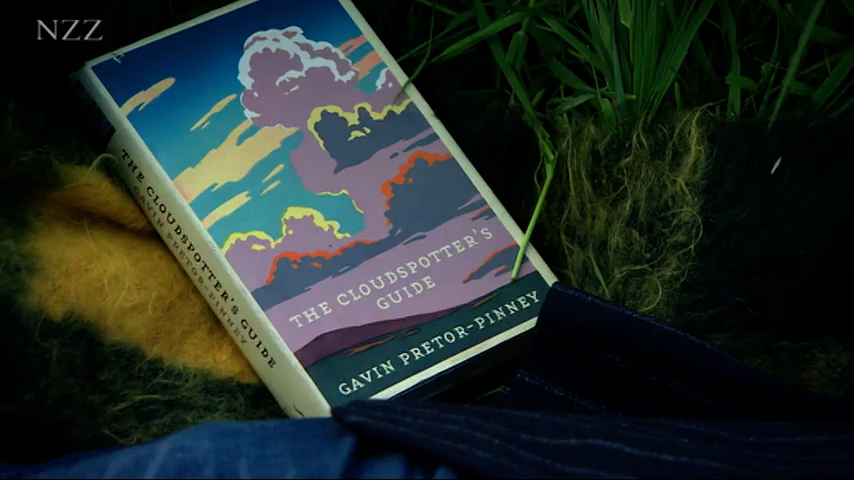 NZZ
THE CLOUDSPOTTER'S
GUIDE
GAVIN PRETOR-PINNEY
THE CLOUDSPOTTER'S GUIDE
GAVIN PRETOR-PINNEY